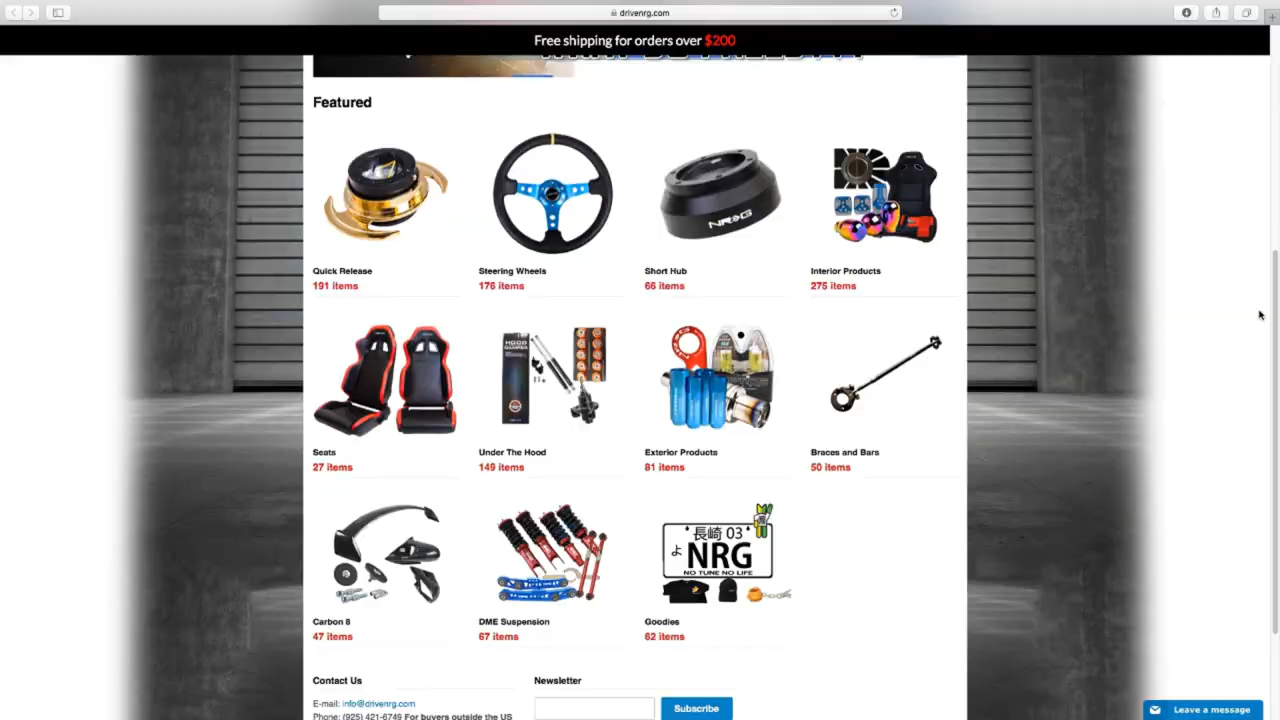 drivenrg.com
Free shipping for orders over $200
Featured
NRG
Quick Release
191 items
Steering Wheels
176 items
Short Hub
66 items
Interior Products
275 items
HOOD
DAMPER
Seats
27 items
Under The Hood
149 items
Exterior Products
81 items
Braces and Bars
50 items
長崎 03
よ NRG
NO TUNE NO LIFE
Carbon 8
47 items
DME Suspension
67 items
Goodies
62 items
Contact Us
Newsletter
E-mail: info@drivenrg.com
Phone: (925) 421-6749 For buyers outside the US
Subscribe
Leave a message